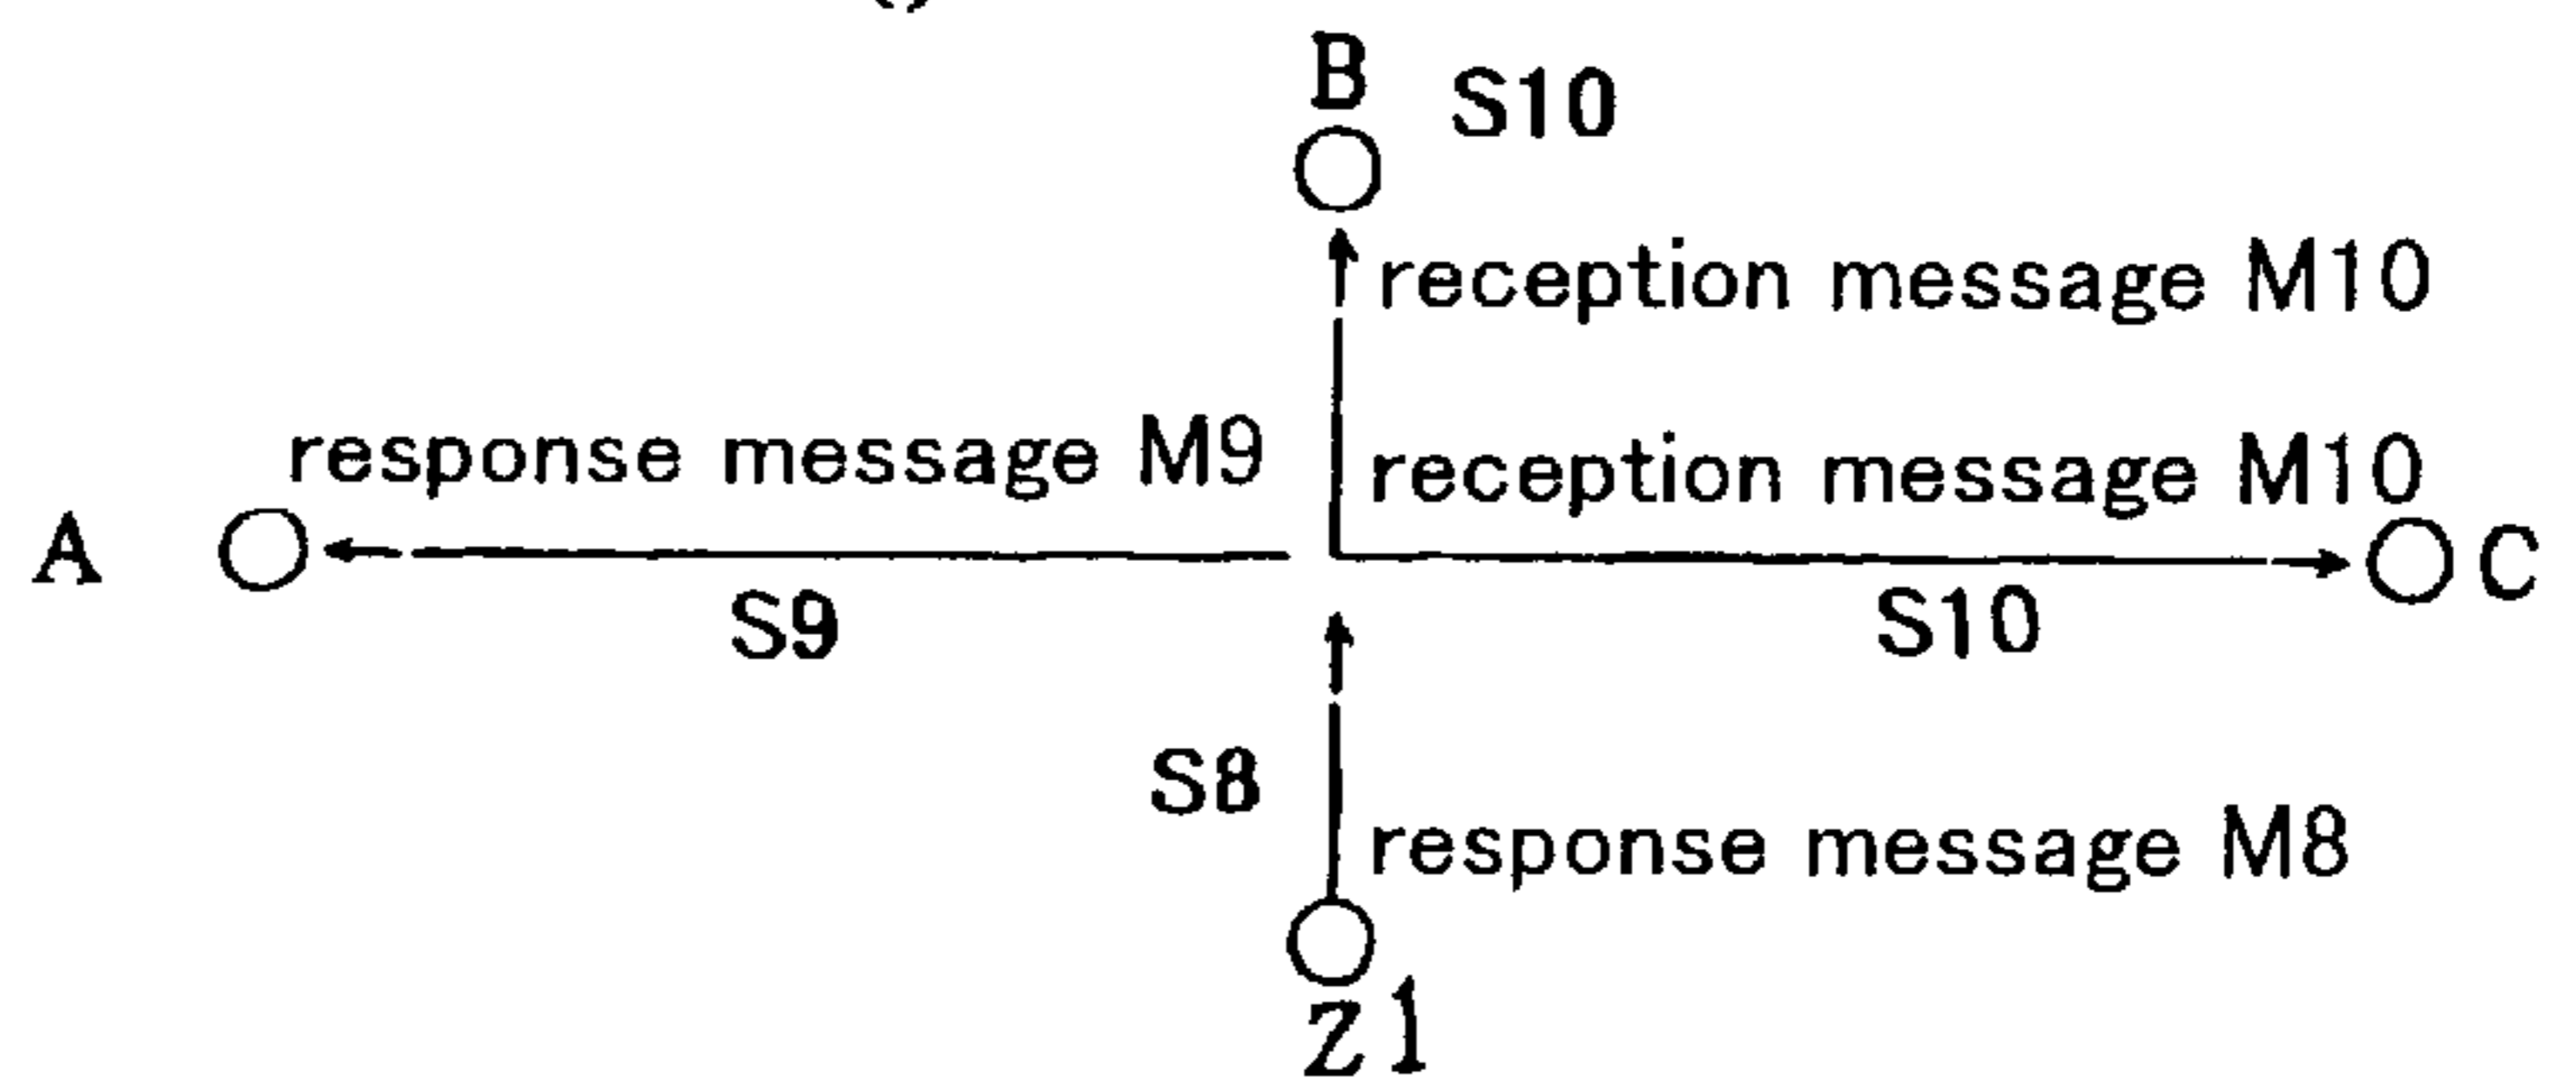 B S10
reception message M10
response message M9
reception message M10
A
C
S9
S10
S8
response message M8
Z1